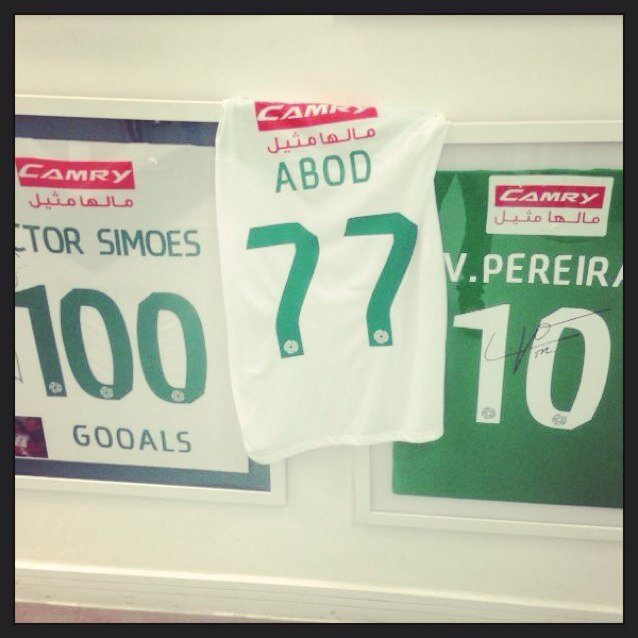 CAMRY
مالها مثيل
CTOR SIMOES
100
GOOALS
CAMRY
مالها مثيل
ABOD
77
CAMRY
مالها مثيل
V.PEREIRA
10